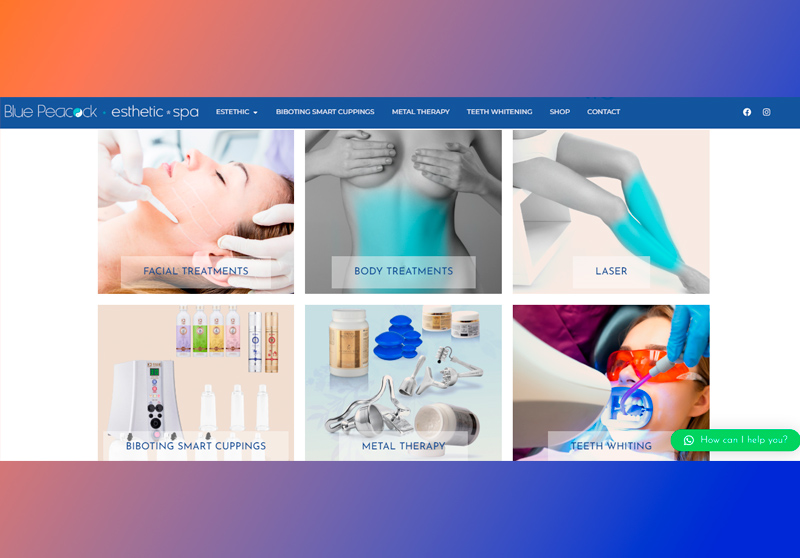 Blue Peacock · esthetic · spa
ESTETHIC
BIBOTING SMART CUPPINGS
METAL THERAPY
TEETH WHITENING
SHOP
CONTACT
FACIAL TREATMENTS
BODY TREATMENTS
LASER
BIBOTING SMART CUPPINGS
METAL THERAPY
TEETH WHITING
How can I help you?